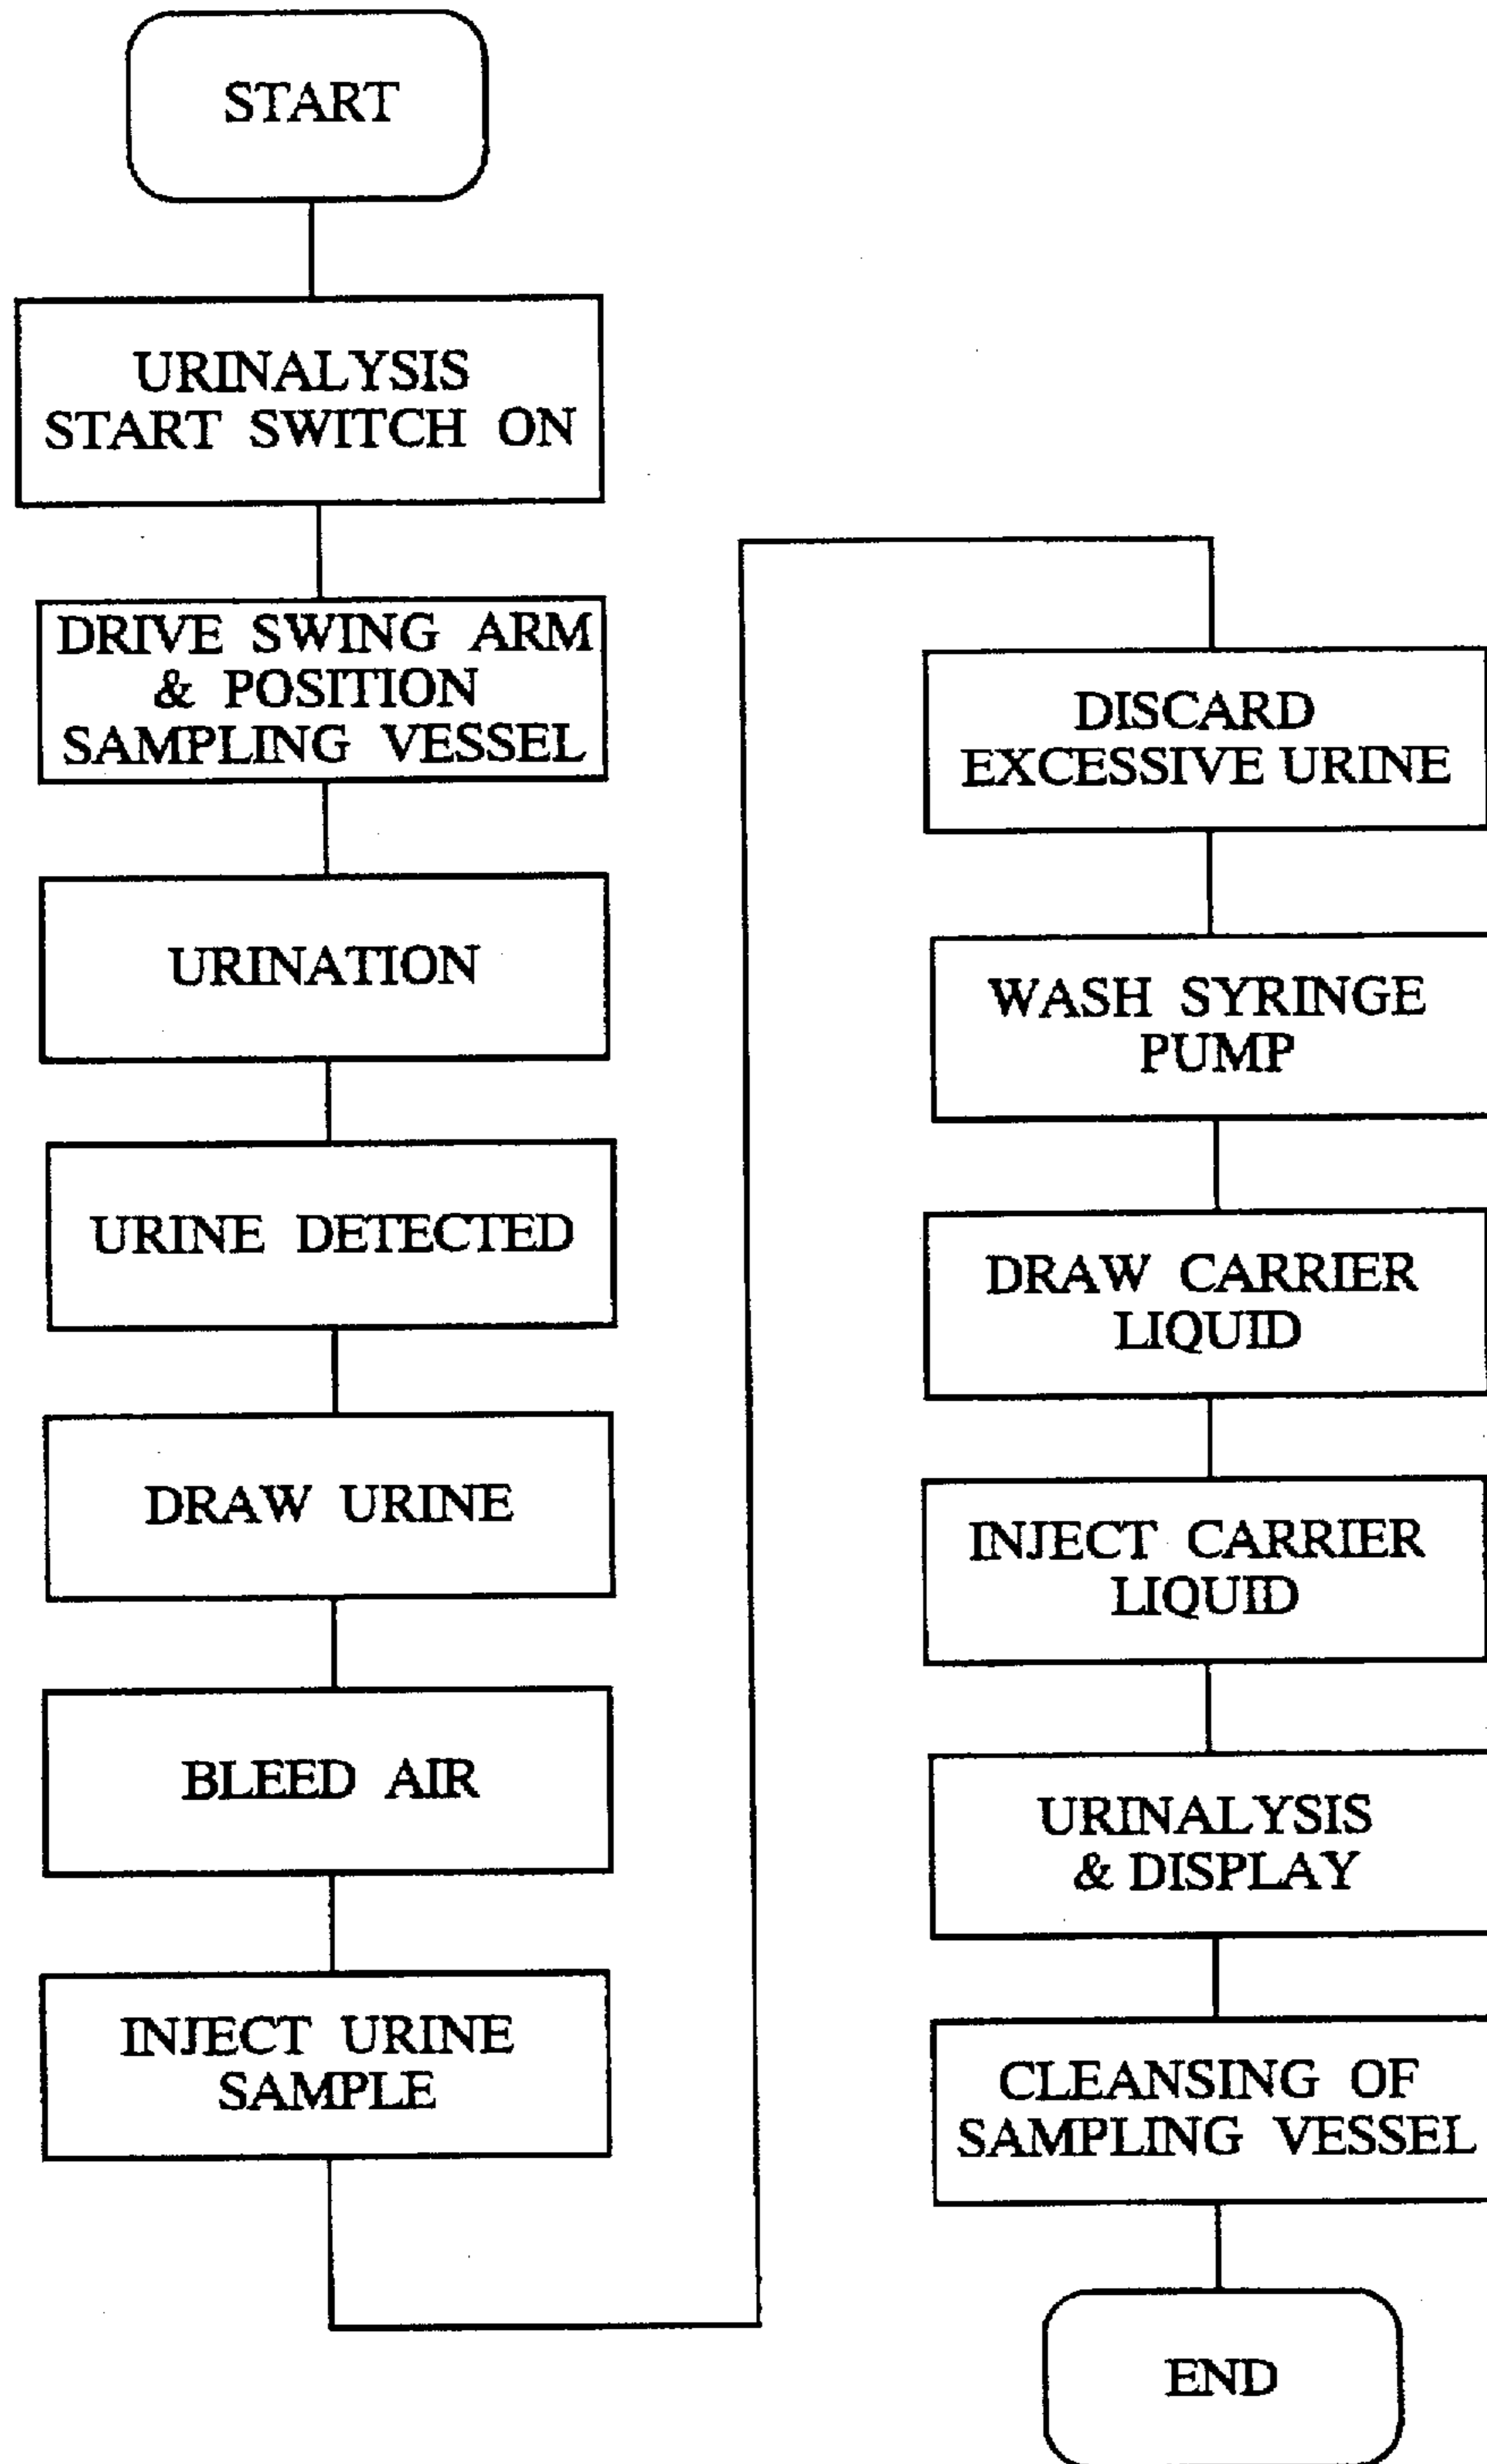 START
URINALYSIS
START SWITCH ON
DRIVE SWING ARM
& POSITION
SAMPLING VESSEL
URINATION
URINE DETECTED
DRAW URINE
BLEED AIR
INJECT URINE
SAMPLE
DISCARD
EXCESSIVE URINE
WASH SYRINGE
PUMP
DRAW CARRIER
LIQUID
INJECT CARRIER
LIQUID
URINALYSIS
& DISPLAY
CLEANSING OF
SAMPLING VESSEL
END